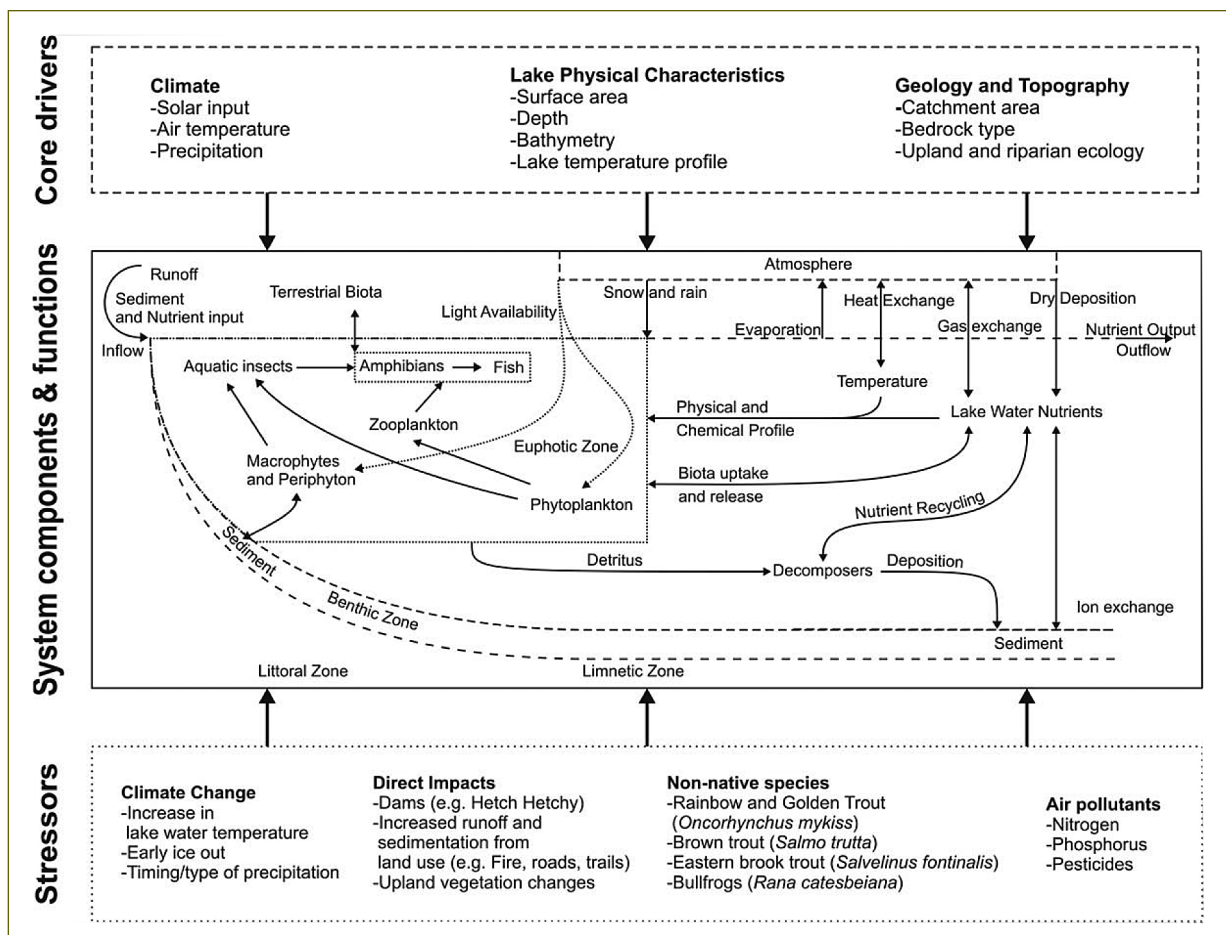 Core drivers
Climate
-Solar input
-Air temperature
-Precipitation
Lake Physical Characteristics
-Surface area
-Depth
-Bathymetry
-Lake temperature profile
Geology and Topography
-Catchment area
-Bedrock type
-Upland and riparian ecology
System components & functions
Atmosphere
Runoff
Sediment
and Nutrient input
Inflow
Terrestrial Biota
Light Availability
Snow and rain
Evaporation
Heat Exchange
Gas exchange
Dry Deposition
Nutrient Output
Outflow
Aquatic insects
Amphibians
Fish
Temperature
Zooplankton
Physical and
Chemical Profile
Lake Water Nutrients
Euphotic Zone
Macrophytes
and Periphyton
Phytoplankton
Biota uptake
and release
Nutrient Recycling
Sediment
Detritus
Decomposers
Deposition
Benthic Zone
Ion exchange
Sediment
Littoral Zone
Limnetic Zone
Stressors
Climate Change
-Increase in
lake water temperature
-Early ice out
-Timing/type of precipitation
Direct Impacts
-Dams (e.g. Hetch Hetchy)
-Increased runoff and
sedimentation from
land use (e.g. Fire, roads, trails)
-Upland vegetation changes
Non-native species
-Rainbow and Golden Trout
(Oncorhynchus mykiss)
-Brown trout (Salmo trutta)
-Eastern brook trout (Salvelinus fontinalis)
-Bullfrogs (Rana catesbeiana)
Air pollutants
-Nitrogen
-Phosphorus
-Pesticides